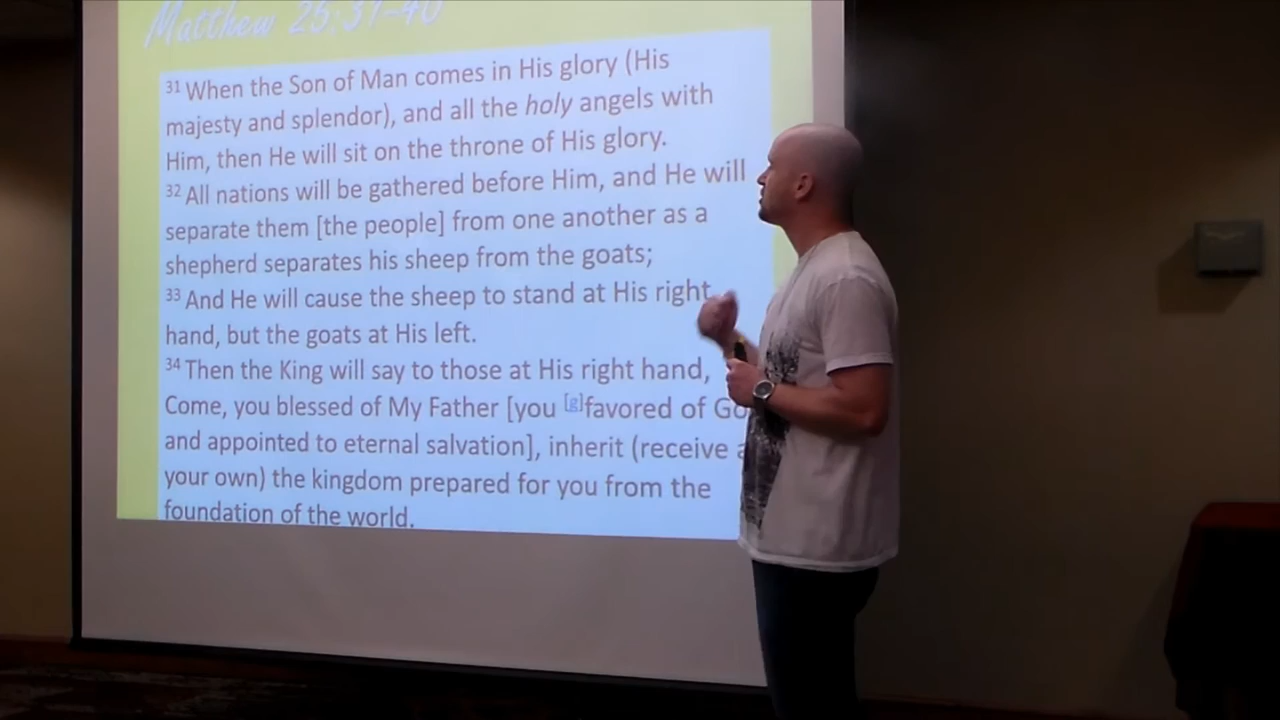 Matthew 25:31-40
31 When the Son of Man comes in His glory (His
majesty and splendor), and all the holy angels with
Him, then He will sit on the throne of His glory.
32 All nations will be gathered before Him, and He will
separate them [the people] from one another as a
shepherd separates his sheep from the goats;
33 And He will cause the sheep to stand at His right
hand, but the goats at His left.
34 Then the King will say to those at His right hand,
Come, you blessed of My Father [you [g]favored of Go
and appointed to eternal salvation], inherit (receive a
your own) the kingdom prepared for you from the
foundation of the world.